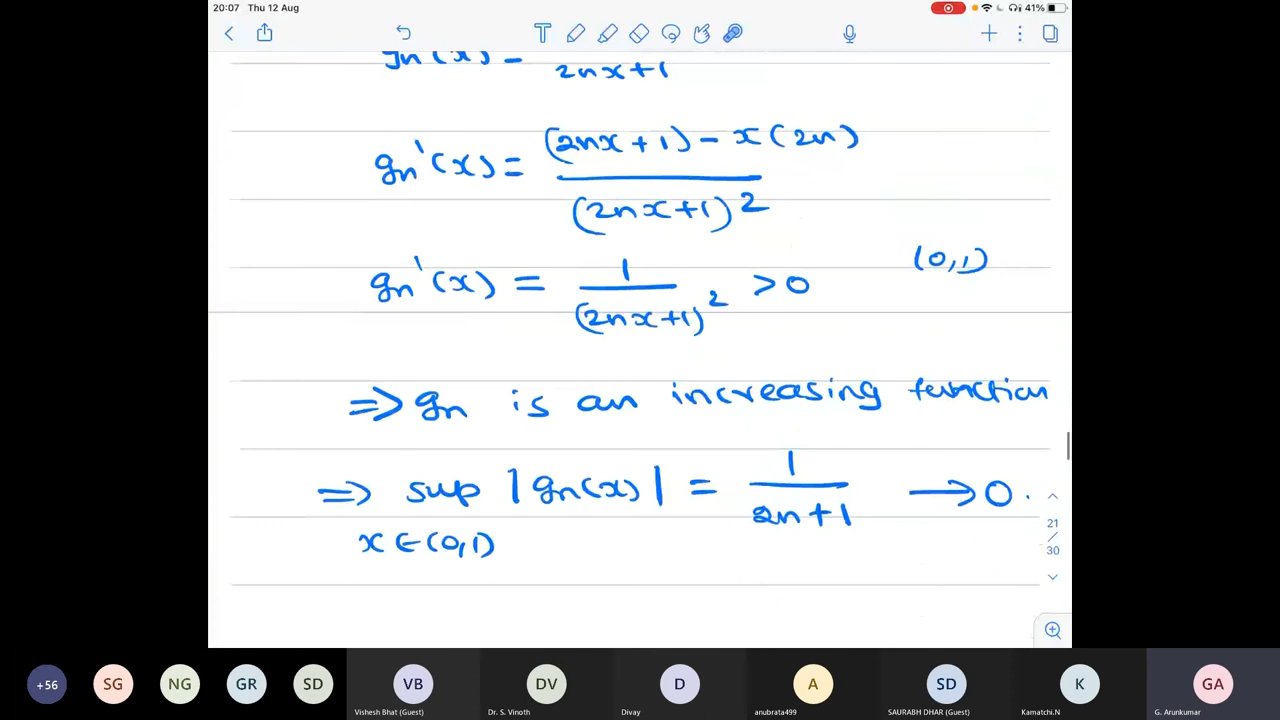 20:07 Thu 12 Aug
41%
gn(x) = 
2nx+1
gn'(x) = (2nx+1) - x(2n)
(2nx+1)2
(0,1)
gn'(x) = 1 > 0
(2nx+1)2
=> gn is an increasing function
=> sup |gn(x)| = 1 → 0.
2n+1
x ∈ (0,1)
21
/
30
+56
SG
NG
GR
SD
VB
DV
D
A
SD
K
GA
Vishesh Bhat (Guest)
Dr. S. Vinoth
Divay
anubrata499
SAURABH DHAR (Guest)
Kamatchi.N
G. Arunkumar